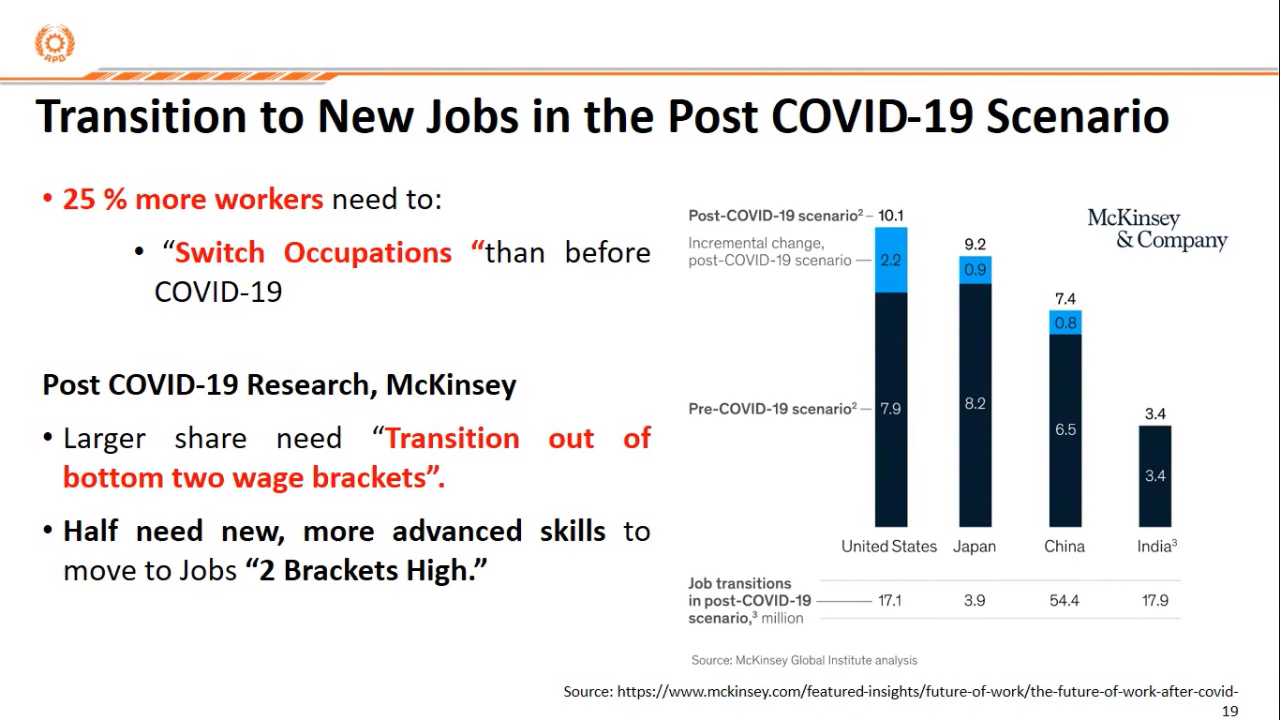 APO
Transition to New Jobs in the Post COVID-19 Scenario
• 25 % more workers need to:
• “Switch Occupations “than before
COVID-19
Post COVID-19 Research, McKinsey
• Larger share need “Transition out of
bottom two wage brackets”.
• Half need new, more advanced skills to
move to Jobs “2 Brackets High.”
McKinsey
& Company
Post-COVID-19 scenario² 10.1
Incremental change,
post-COVID-19 scenario 2.2
9.2
0.9
7.4
0.8
3.4
Pre-COVID-19 scenario² 7.9 8.2 6.5 3.4
United States Japan China India³
Job transitions
in post-COVID-19 17.1 3.9 54.4 17.9
scenario,³ million
Source: McKinsey Global Institute analysis
Source: https://www.mckinsey.com/featured-insights/future-of-work/the-future-of-work-after-covid-
19